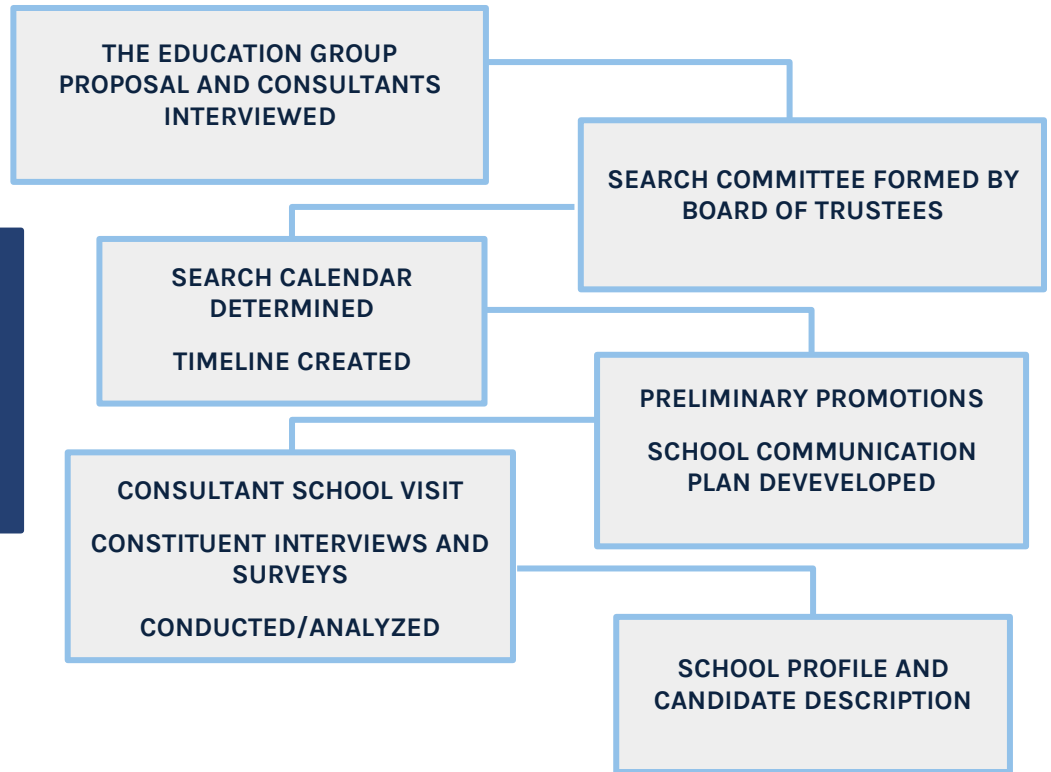 THE EDUCATION GROUP
PROPOSAL AND CONSULTANTS
INTERVIEWED
SEARCH COMMITTEE FORMED BY
BOARD OF TRUSTEES
SEARCH CALENDAR
DETERMINED
TIMELINE CREATED
PRELIMINARY PROMOTIONS
SCHOOL COMMUNICATION
PLAN DEVEVELOPED
CONSULTANT SCHOOL VISIT
CONSTITUENT INTERVIEWS AND
SURVEYS
CONDUCTED/ANALYZED
SCHOOL PROFILE AND
CANDIDATE DESCRIPTION